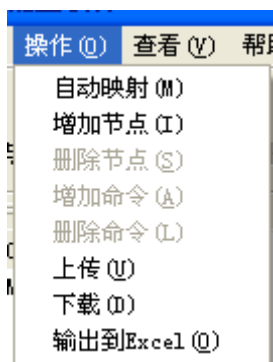 操作(O) 查看(V) 帮
自动映射(M)
增加节点(I)
删除节点(S)
增加命令(A)
删除命令(L)
上传(U)
下载(D)
输出到Excel(O)